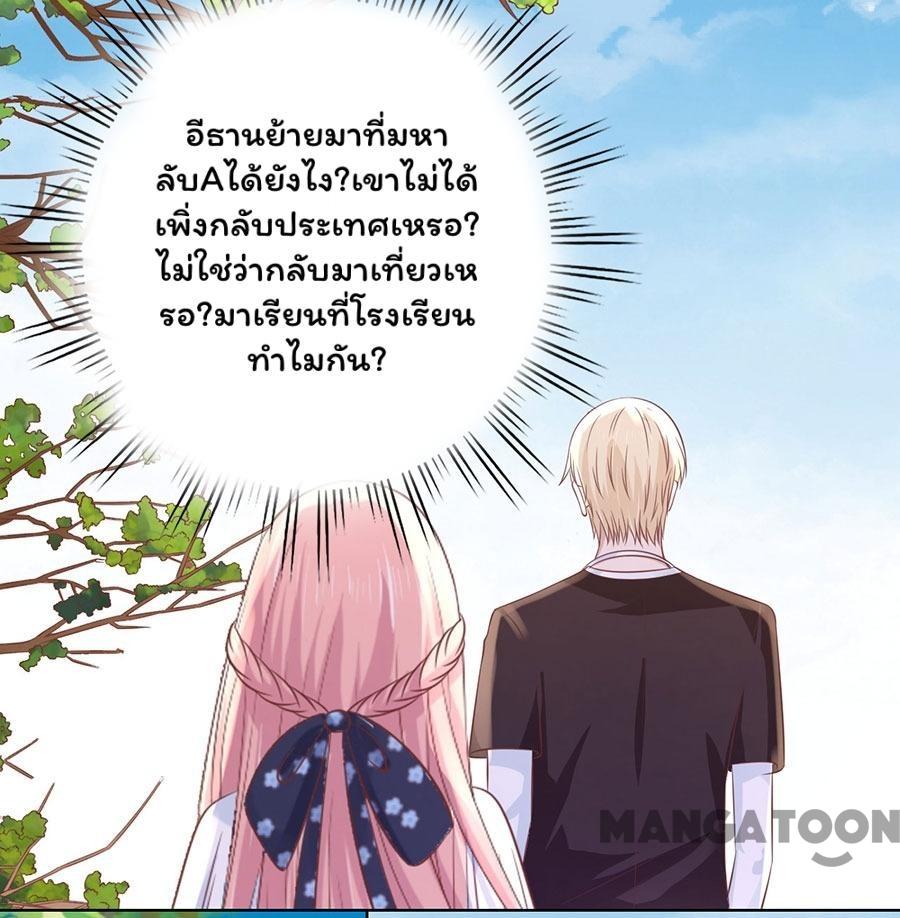 อีธานย้ายมาที่มหา
ลับAได้ยังไง?เขาไม่ได้
เพิ่งกลับประเทศเหรอ?
ไม่ใช่ว่ากลับมาเที่ยวเห
รอ?มาเรียนที่โรงเรียน
ทำไมกัน?
MANGATOON